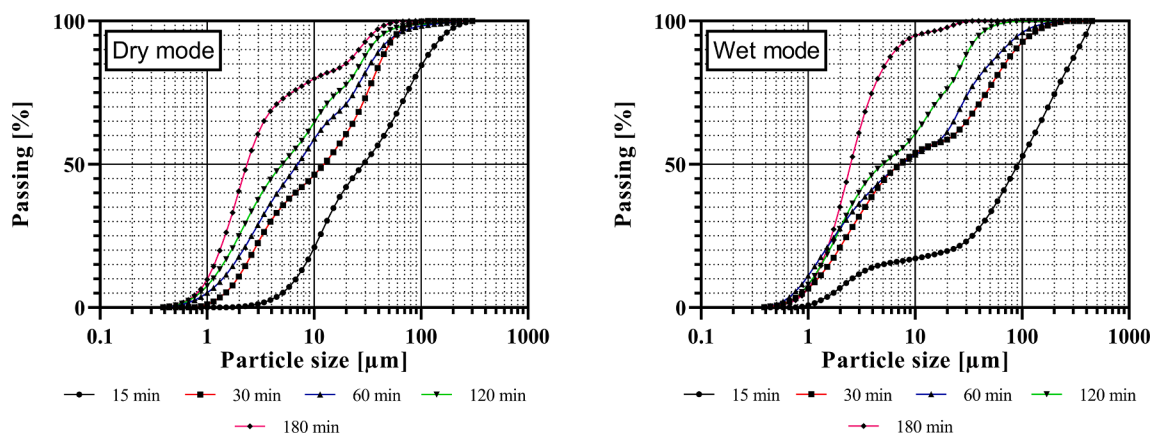 Dry mode
Passing [%]
100
50
0
0.1 1 10 100 1000
Particle size [µm]
15 min 30 min 60 min 120 min
180 min
Wet mode
Passing [%]
100
50
0
0.1 1 10 100 1000
Particle size [µm]
15 min 30 min 60 min 120 min
180 min